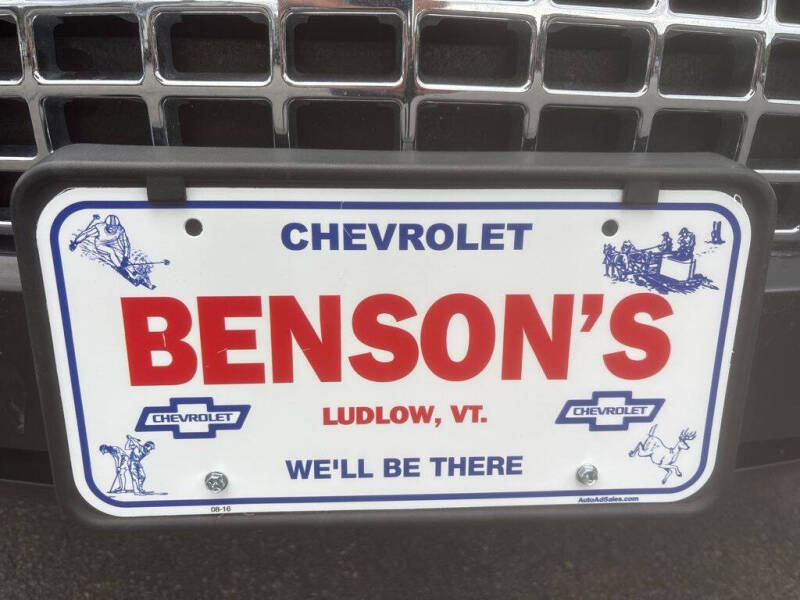 CHEVROLET
BENSON'S
CHEVROLET
LUDLOW, VT.
CHEVROLET
WE'LL BE THERE
08-16
AutoAdSales.com